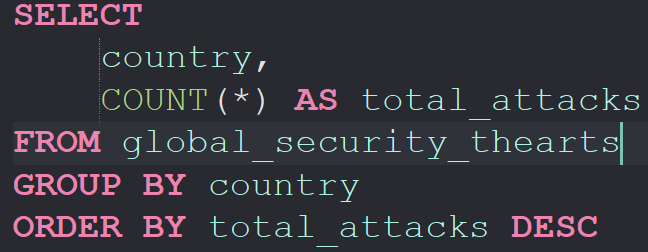 SELECT
country,
COUNT(*) AS total_attacks
FROM global_security_thearts
GROUP BY country
ORDER BY total_attacks DESC